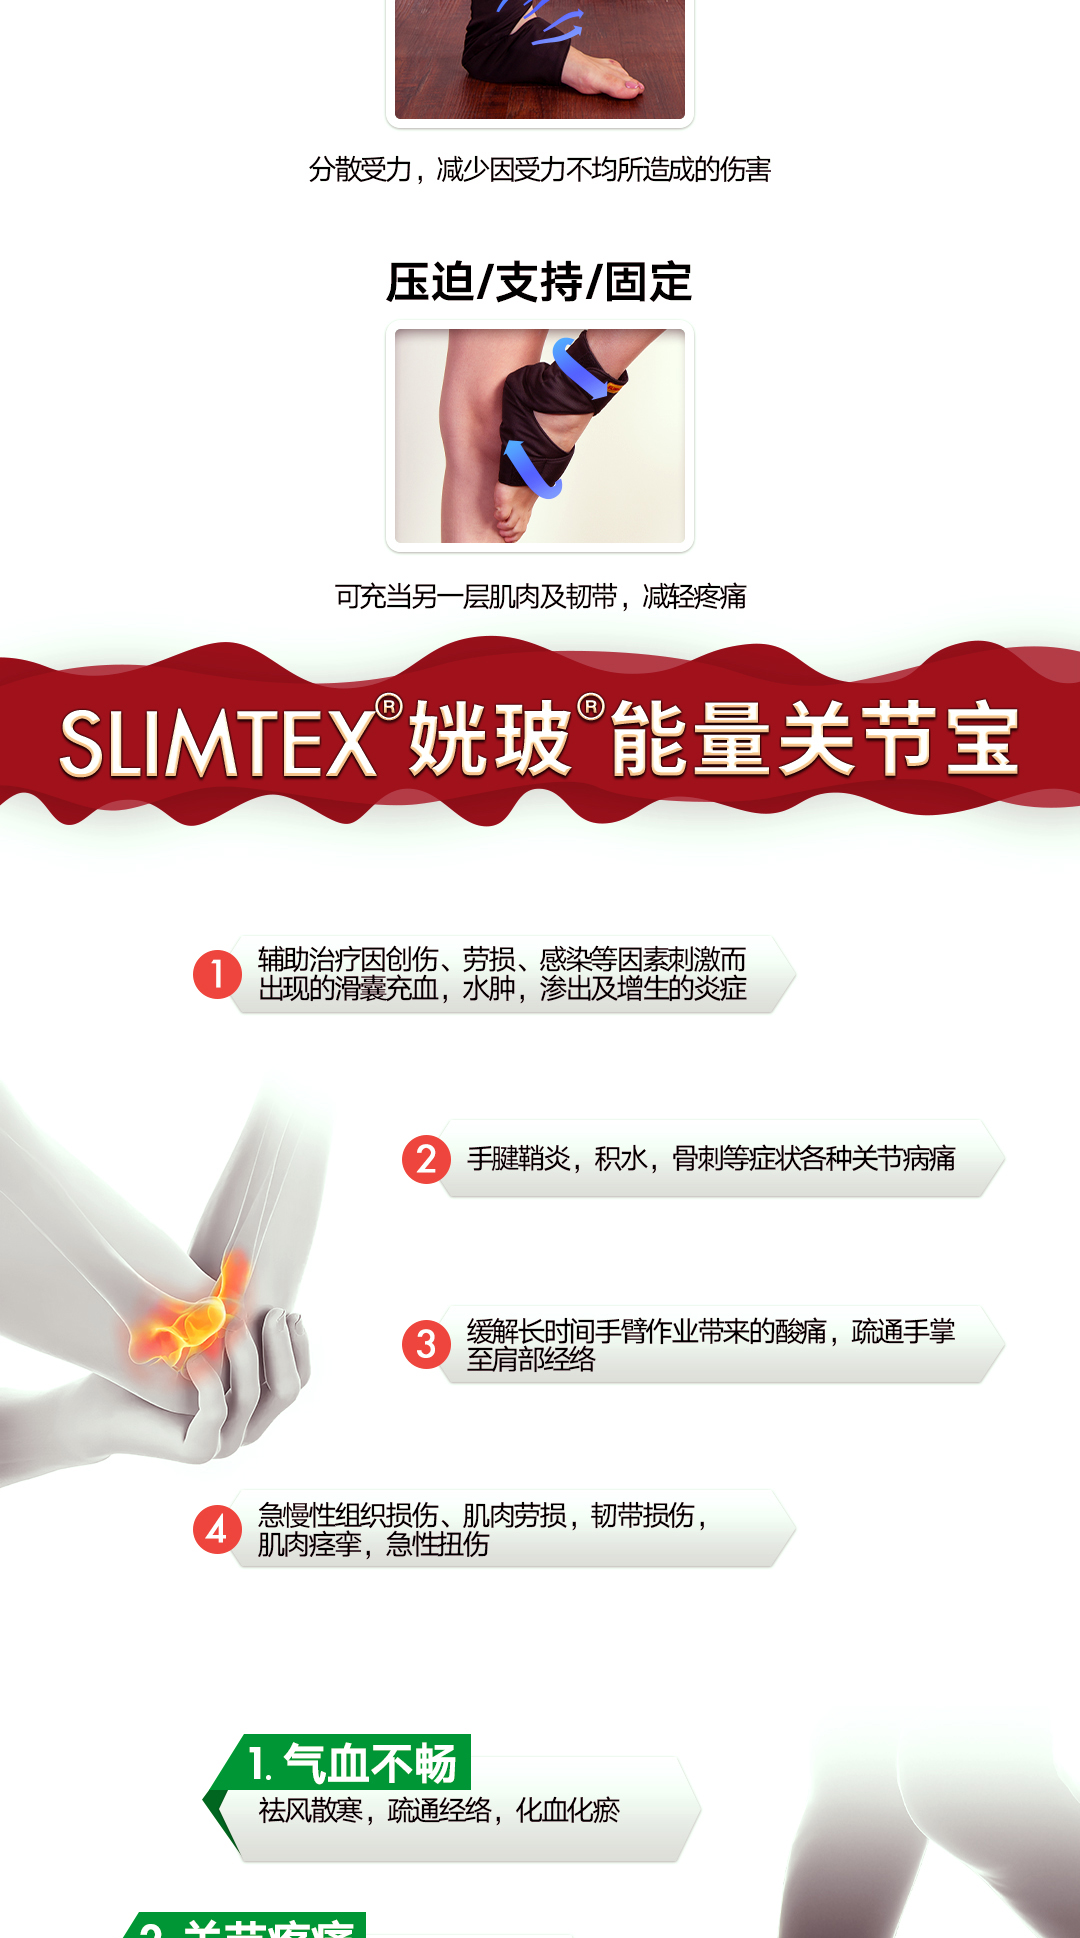 分散受力，减少因受力不均所造成的伤害
压迫/支持/固定
可充当另一层肌肉及韧带，减轻疼痛
SLIMTEX®姯玻®能量关节宝
1
辅助治疗因创伤、劳损、感染等因素刺激而
出现的滑囊充血，水肿，渗出及增生的炎症
2
手腱鞘炎，积水，骨刺等症状各种关节病痛
3
缓解长时间手臂作业带来的酸痛，疏通手掌
至肩部经络
4
急慢性组织损伤、肌肉劳损，韧带损伤，
肌肉痉挛，急性扭伤
1. 气血不畅
祛风散寒，疏通经络，化血化瘀
2. 关节疼痛